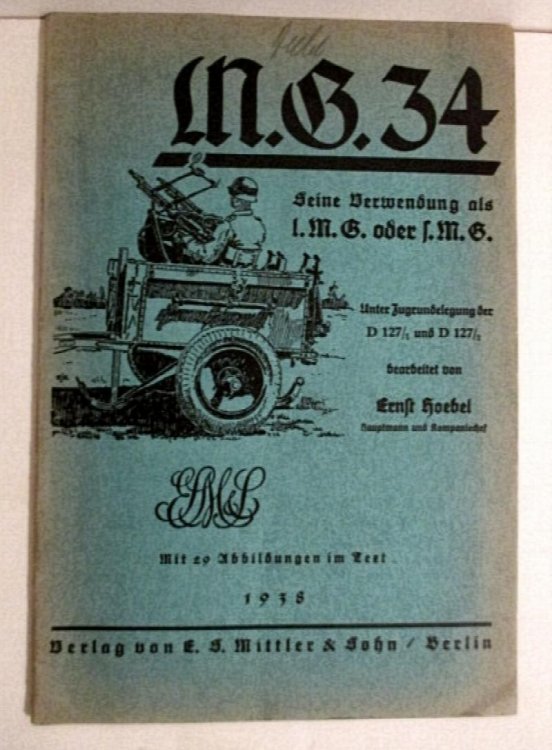 M.G.34
Seine Verwendung als
l.M.G. oder s.M.G.
Unter Zugrundelegung der
D 127/₁ und D 127/₂
bearbeitet von
Ernst Hoebel
Hauptmann und Kompaniechef
Mit 29 Abbildungen im Text
1938
Verlag von E. S. Mittler & Sohn / Berlin